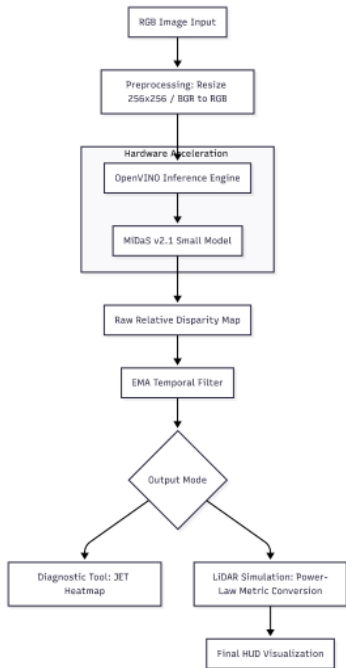 RGB Image Input
Preprocessing: Resize
256x256 / BGR to RGB
Hardware Acceleration
OpenVINO Inference Engine
MiDaS v2.1 Small Model
Raw Relative Disparity Map
EMA Temporal Filter
Output Mode
Diagnostic Tool: JET
Heatmap
LiDAR Simulation: Power-
Law Metric Conversion
Final HUD Visualization